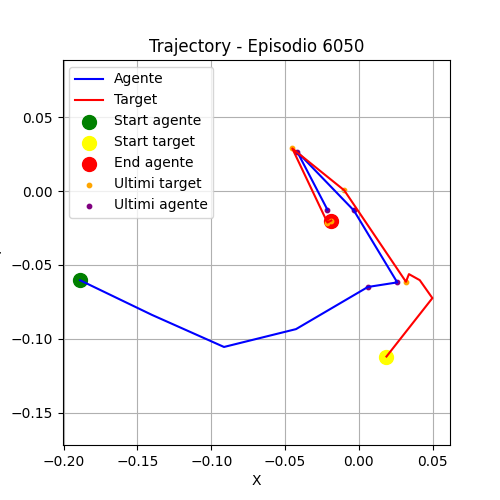 Trajectory - Episodio 6050
Agente
Target
Start agente
Start target
End agente
Ultimi target
Ultimi agente
0.05
0.00
−0.05
−0.10
−0.15
−0.20
−0.15
−0.10
−0.05
0.00
0.05
X